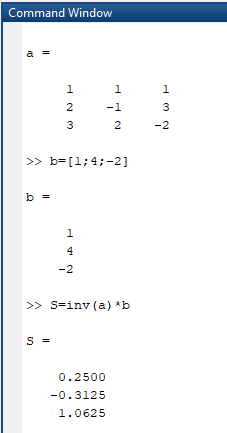 Command Window
a =
1 1 1
2 -1 3
3 2 -2
>> b=[1;4;-2]
b =
1
4
-2
>> S=inv(a)*b
S =
0.2500
-0.3125
1.0625